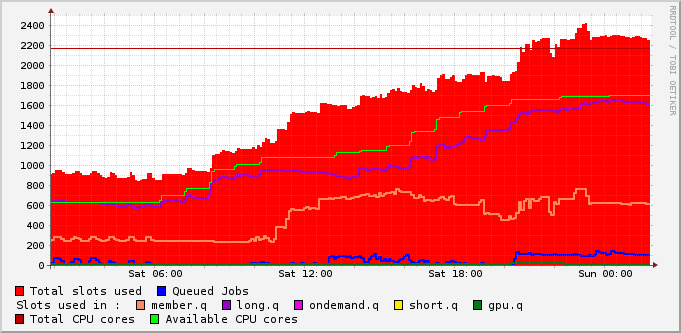 2400
2200
2000
1800
1600
1400
1200
1000
800
600
400
200
0
Sat 06:00 Sat 12:00 Sat 18:00 Sun 00:00
Total slots used Queued Jobs
Slots used in : member.q long.q ondemand.q short.q gpu.q
Total CPU cores Available CPU cores
RRDTOOL / TOBI OETIKER